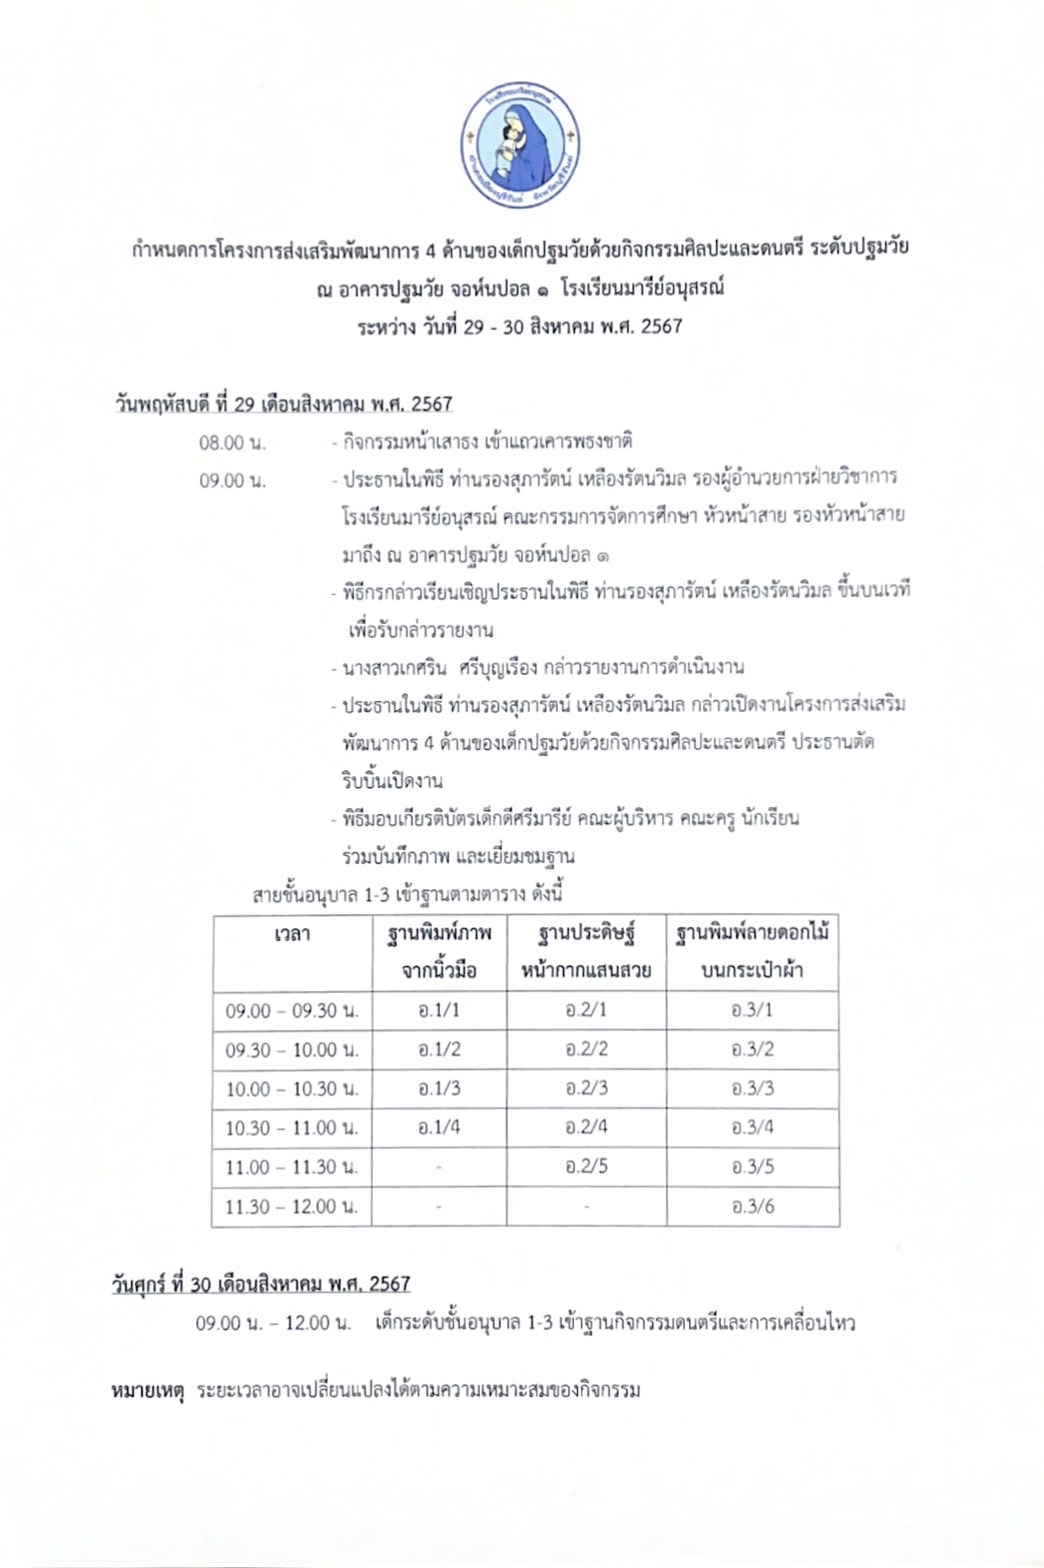 กำหนดการโครงการส่งเสริมพัฒนาการ 4 ด้านของเด็กปฐมวัยด้วยกิจกรรมศิลปะและดนตรี ระดับปฐมวัย
ณ อาคารปฐมวัย จอห์นปอล ๑ โรงเรียนมารีย์อนุสรณ์
ระหว่าง วันที่ 29 - 30 สิงหาคม พ.ศ. 2567
วันพฤหัสบดี ที่ 29 เดือนสิงหาคม พ.ศ. 2567
08.00 น. - กิจกรรมหน้าเสาธง เข้าแถวเคารพธงชาติ
09.00 น. - ประธานในพิธี ท่านรองสุภารัตน์ เหลืองรัตนวิมล รองผู้อำนวยการฝ่ายวิชาการ
โรงเรียนมารีย์อนุสรณ์ คณะกรรมการจัดการศึกษา หัวหน้าสาย รองหัวหน้าสาย
มาถึง ณ อาคารปฐมวัย จอห์นปอล ๑
- พิธีกรกล่าวเรียนเชิญประธานในพิธี ท่านรองสุภารัตน์ เหลืองรัตนวิมล ขึ้นบนเวที
เพื่อรับกล่าวรายงาน
- นางสาวเกศริน ศรีบุญเรือง กล่าวรายงานการดำเนินงาน
- ประธานในพิธี ท่านรองสุภารัตน์ เหลืองรัตนวิมล กล่าวเปิดงานโครงการส่งเสริม
พัฒนาการ 4 ด้านของเด็กปฐมวัยด้วยกิจกรรมศิลปะและดนตรี ประธานตัด
ริบบิ้นเปิดงาน
- พิธีมอบเกียรติบัตรเด็กดีศรีมารีย์ คณะผู้บริหาร คณะครู นักเรียน
ร่วมบันทึกภาพ และเยี่ยมชมฐาน
สายชั้นอนุบาล 1-3 เข้าฐานตามตาราง ดังนี้
เวลา ฐานพิมพ์ภาพ ฐานประดิษฐ์ ฐานพิมพ์ลายดอกไม้
จากนิ้วมือ หน้ากากแสนสวย บนกระเป๋าผ้า
09.00 – 09.30 น. อ.1/1 อ.2/1 อ.3/1
09.30 – 10.00 น. อ.1/2 อ.2/2 อ.3/2
10.00 – 10.30 น. อ.1/3 อ.2/3 อ.3/3
10.30 – 11.00 น. อ.1/4 อ.2/4 อ.3/4
11.00 – 11.30 น. - อ.2/5 อ.3/5
11.30 – 12.00 น. - - อ.3/6
วันศุกร์ ที่ 30 เดือนสิงหาคม พ.ศ. 2567
09.00 น. – 12.00 น. เด็กระดับชั้นอนุบาล 1-3 เข้าฐานกิจกรรมดนตรีและการเคลื่อนไหว
หมายเหตุ ระยะเวลาอาจเปลี่ยนแปลงได้ตามความเหมาะสมของกิจกรรม